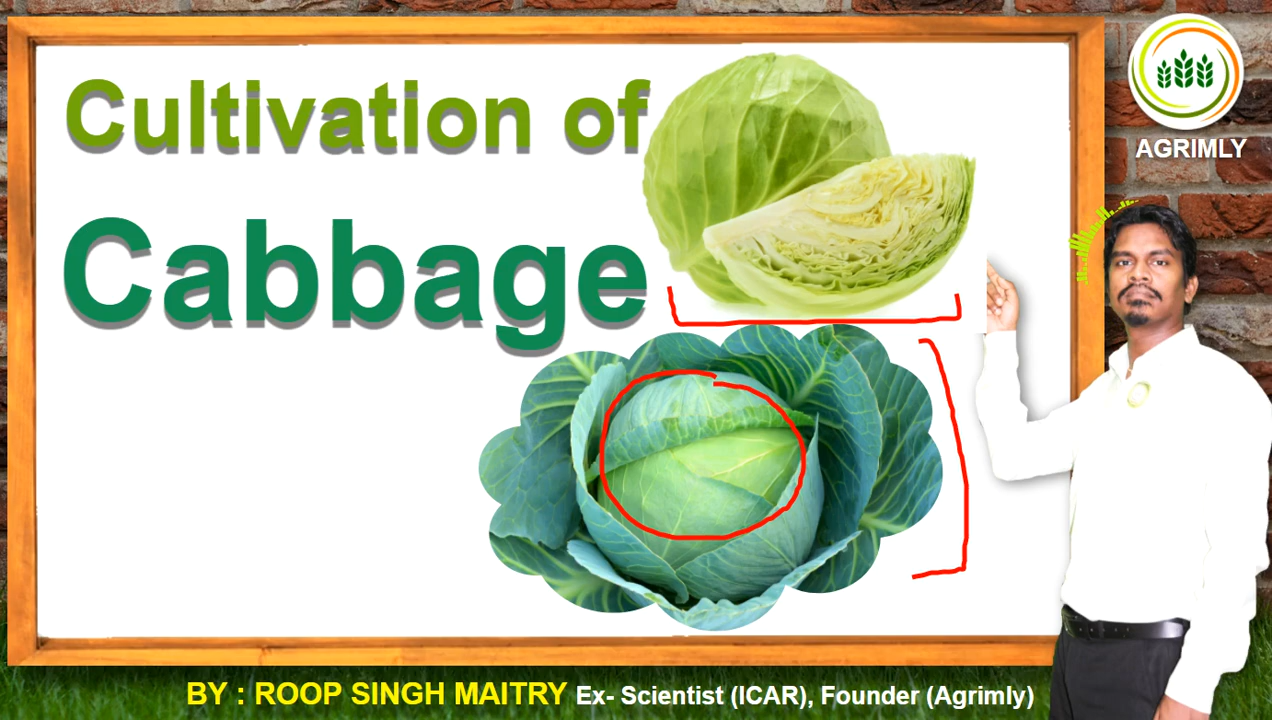 Cultivation of
Cabbage
AGRIMLY
BY : ROOP SINGH MAITRY Ex- Scientist (ICAR), Founder (Agrimly)